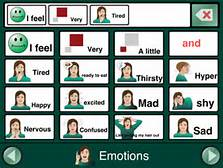 I feel Very Tired
I feel Very A little and
Tired ready to eat Thirsty Hyper
Happy excited Mad shy
Nervous Confused Sad
Emotions